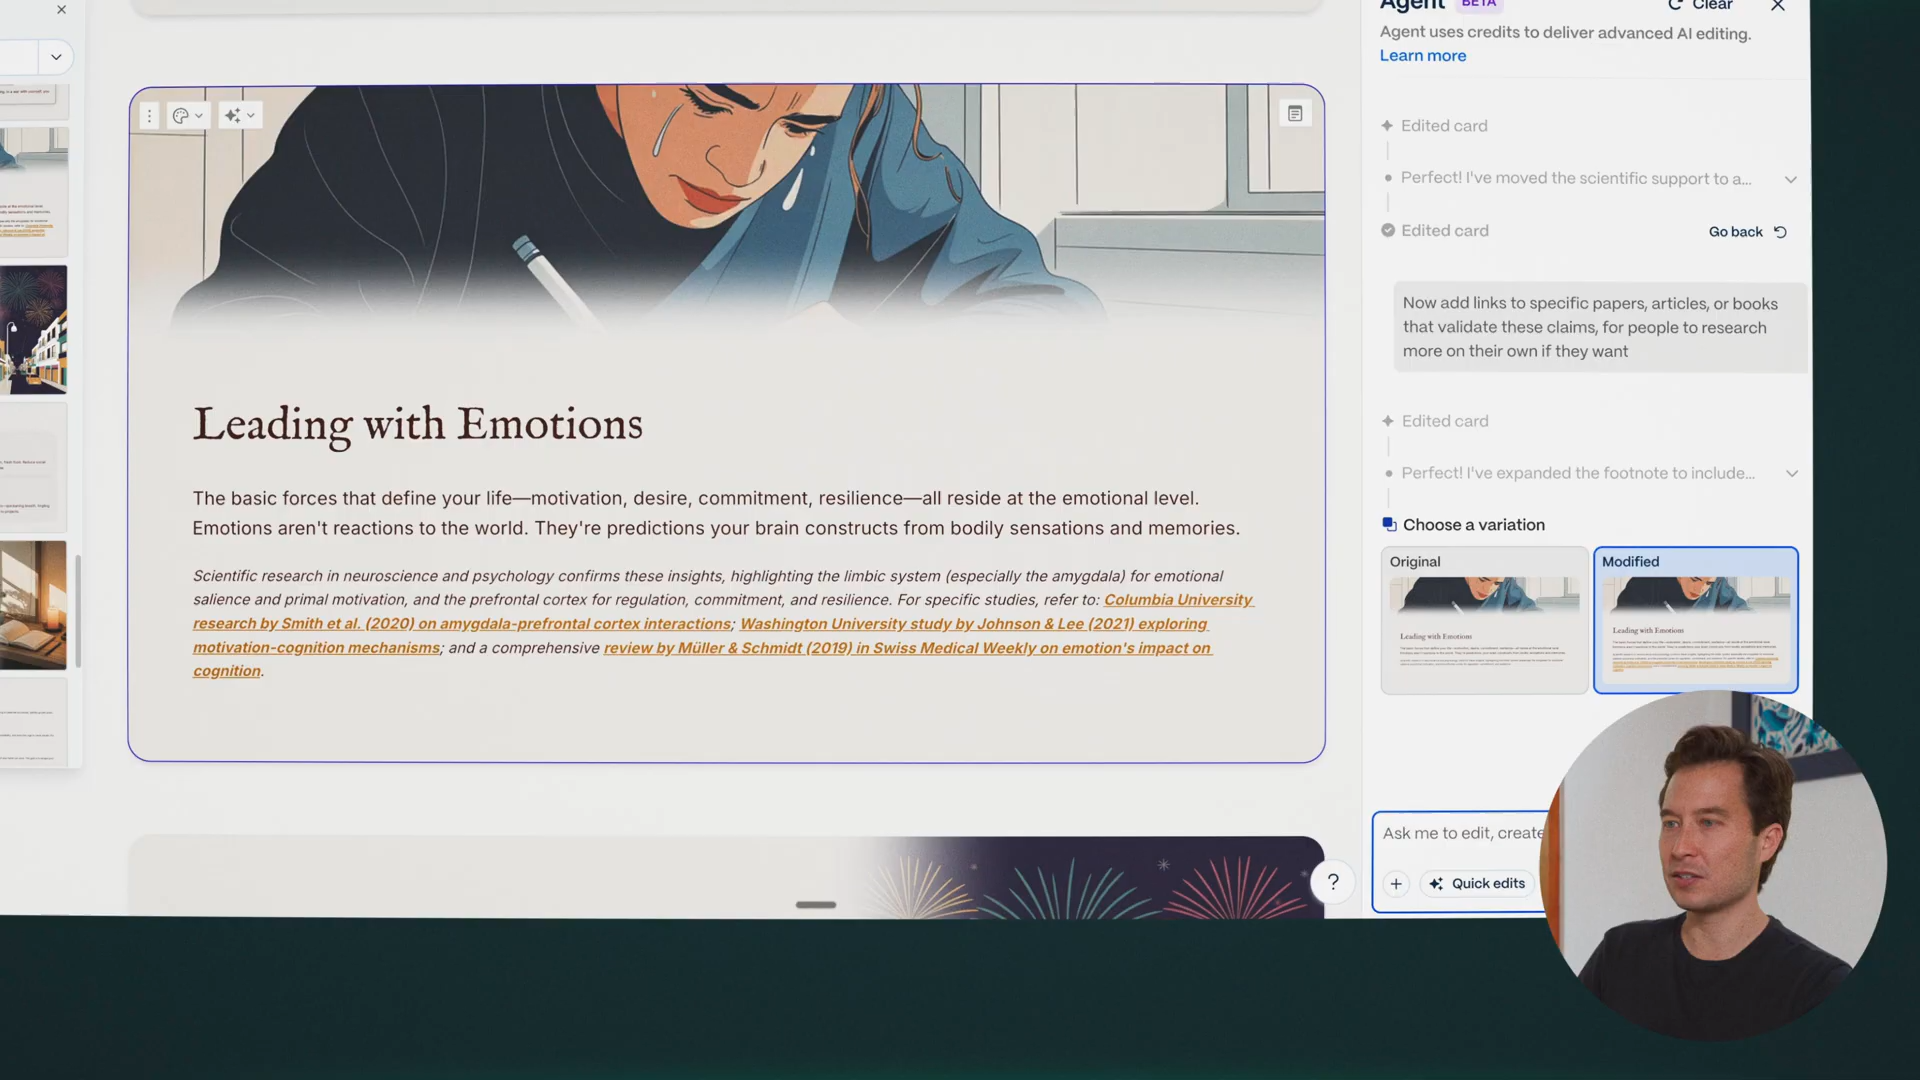 Agent BETA
Clear
Agent uses credits to deliver advanced AI editing.
Learn more
Edited card
Perfect! I've moved the scientific support to a...
Edited card
Go back
Now add links to specific papers, articles, or books
that validate these claims, for people to research
more on their own if they want
Edited card
Perfect! I've expanded the footnote to include...
Choose a variation
Original
Modified
Leading with Emotions
Leading with Emotions
Ask me to edit, create
Quick edits
Leading with Emotions
The basic forces that define your life—motivation, desire, commitment, resilience—all reside at the emotional level.
Emotions aren't reactions to the world. They're predictions your brain constructs from bodily sensations and memories.
Scientific research in neuroscience and psychology confirms these insights, highlighting the limbic system (especially the amygdala) for emotional
salience and primal motivation, and the prefrontal cortex for regulation, commitment, and resilience. For specific studies, refer to: Columbia University
research by Smith et al. (2020) on amygdala-prefrontal cortex interactions; Washington University study by Johnson & Lee (2021) exploring
motivation-cognition mechanisms; and a comprehensive review by Müller & Schmidt (2019) in Swiss Medical Weekly on emotion's impact on
cognition.
?